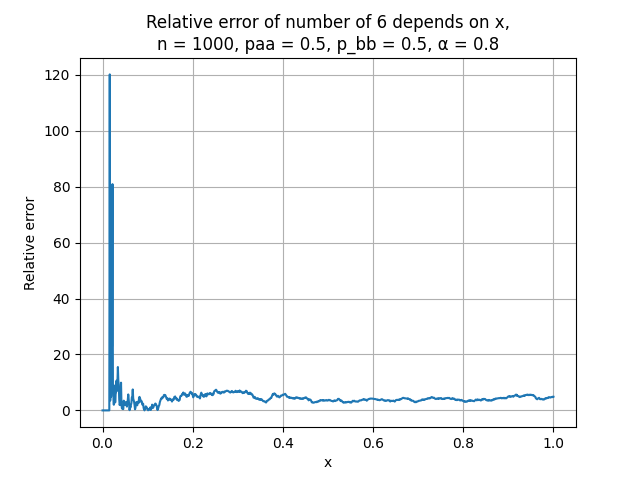 Relative error of number of 6 depends on x,
n = 1000, paa = 0.5, p_bb = 0.5, α = 0.8
120
100
80
60
40
20
0
Relative error
0.0 0.2 0.4 0.6 0.8 1.0
x